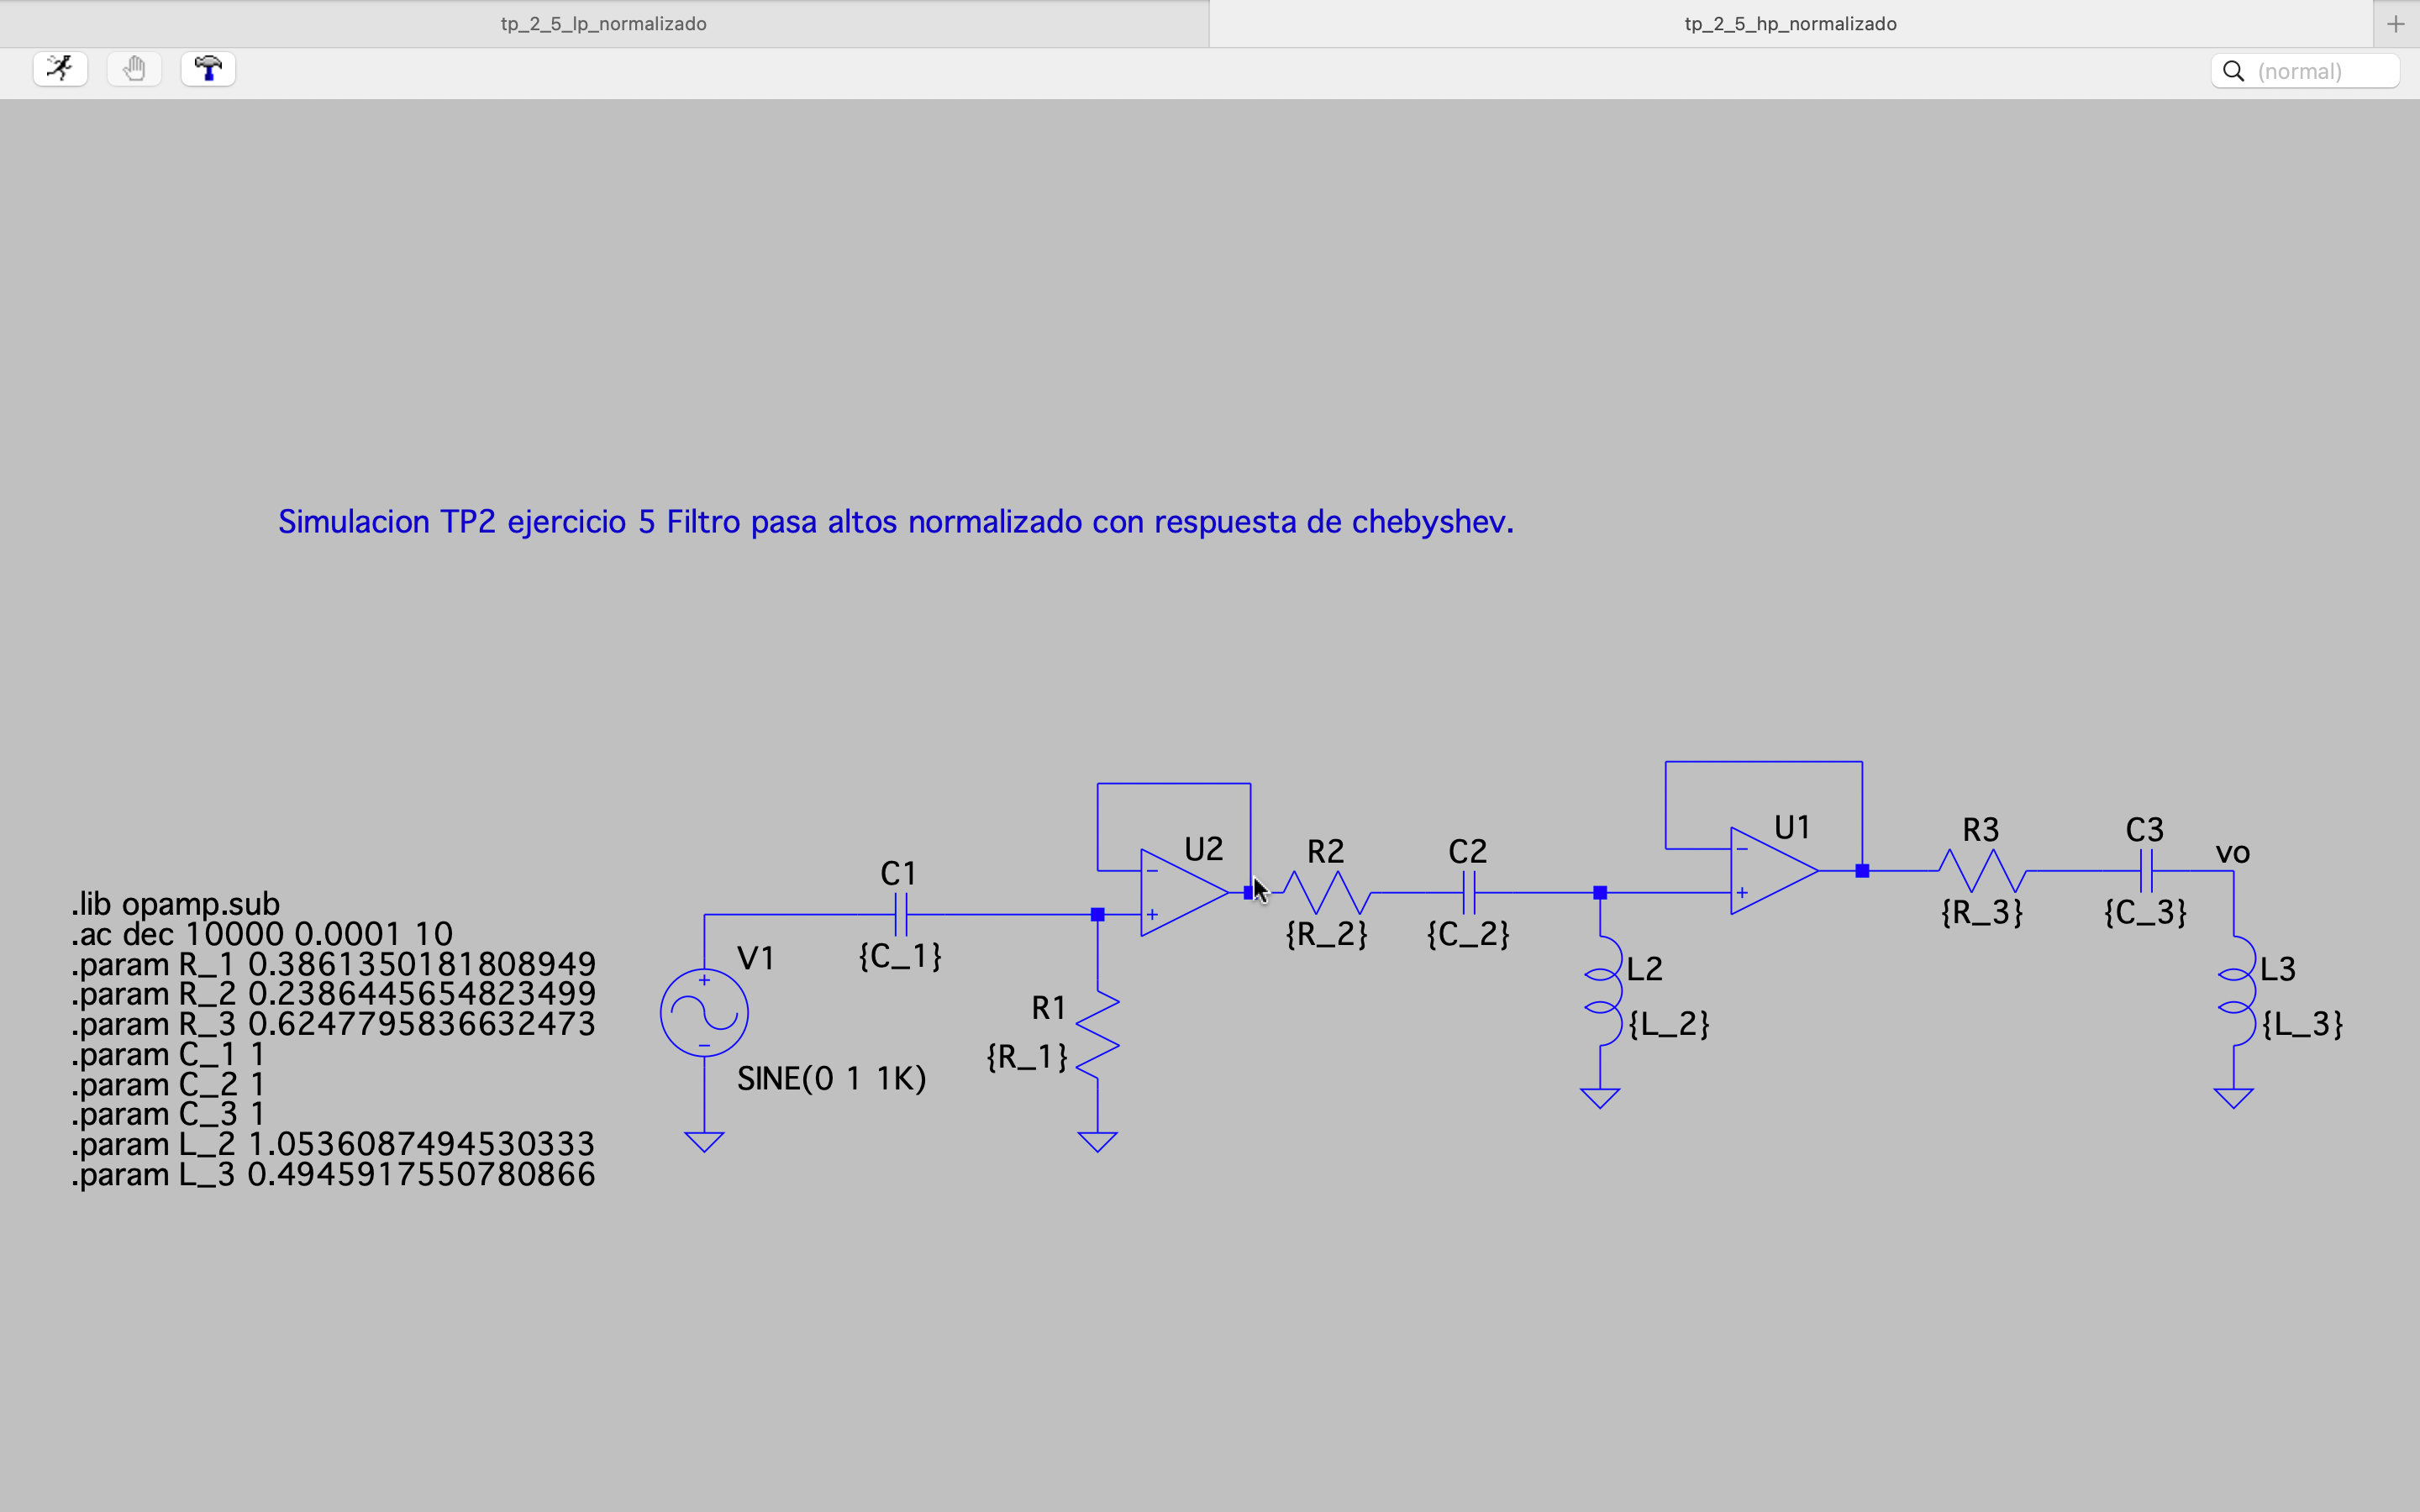 tp_2_5_lp_normalizado
tp_2_5_hp_normalizado
(normal)
Simulacion TP2 ejercicio 5 Filtro pasa altos normalizado con respuesta de chebyshev.
.lib opamp.sub
.ac dec 10000 0.0001 10
.param R_1 0.3861350181808949
.param R_2 0.2386445654823499
.param R_3 0.6247795836632473
.param C_1 1
.param C_2 1
.param C_3 1
.param L_2 1.0536087494530333
.param L_3 0.4945917550780866
V1
SINE(0 1 1K)
C1
{C_1}
R1
{R_1}
U2
R2
{R_2}
C2
{C_2}
L2
{L_2}
U1
R3
{R_3}
C3
{C_3}
vo
L3
{L_3}